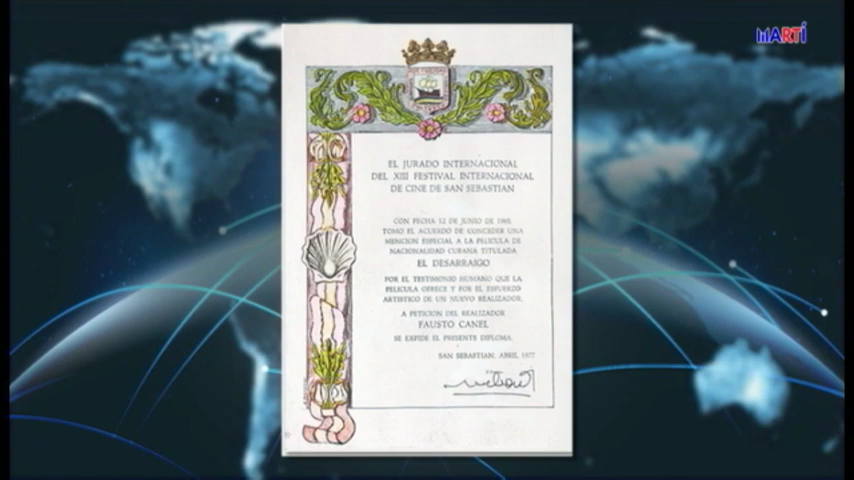 MARTÍ
EL JURADO INTERNACIONAL
DEL XIII FESTIVAL INTERNACIONAL
DE CINE DE SAN SEBASTIAN
CON FECHA 12 DE JUNIO DE 1965,
TOMO EL ACUERDO DE CONCEDER UNA
MENCION ESPECIAL A LA PELICULA DE
NACIONALIDAD CUBANA TITULADA
EL DESARRAIGO
POR EL TESTIMONIO HUMANO QUE LA
PELICULA OFRECE Y POR EL ESFUERZO
ARTISTICO DE UN NUEVO REALIZADOR.
A PETICION DEL REALIZADOR
FAUSTO CANEL
SE EXPIDE EL PRESENTE DIPLOMA.
SAN SEBASTIAN, ABRIL 1977